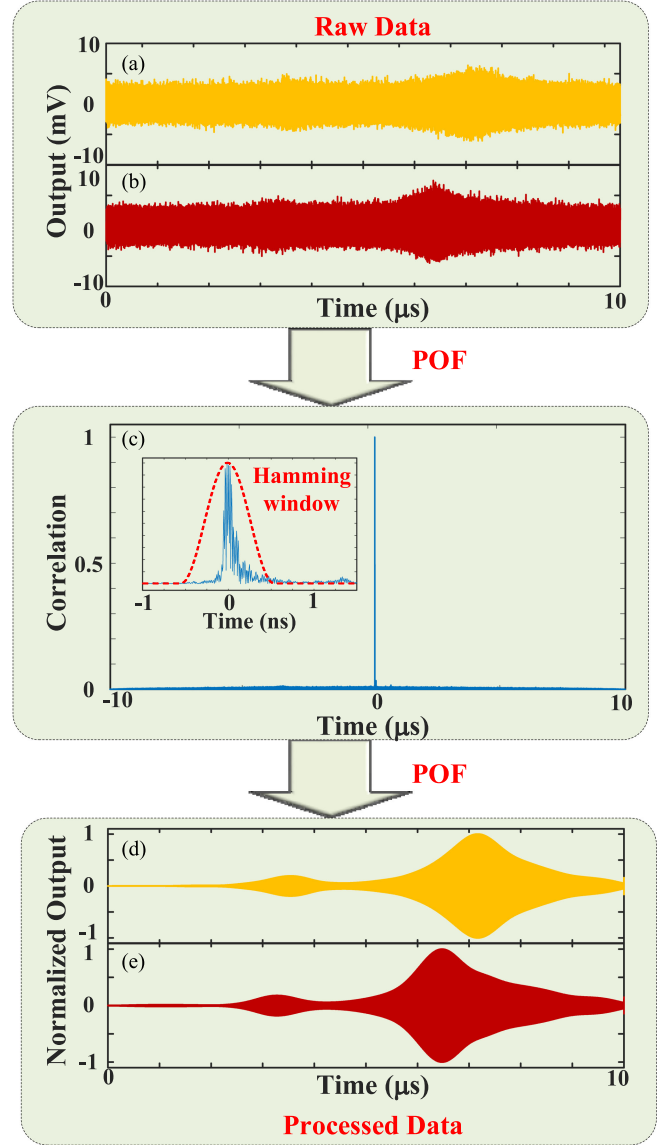 Raw Data
Output (mV)
10
(a)
0
-10
10
(b)
0
-10
0
10
Time (μs)
POF
Correlation
(c)
1
0.5
0
Hamming
window
-1
0
1
Time (ns)
-10
0
10
Time (μs)
POF
Normalized Output
1
(d)
0
-1
1
(e)
0
-1
0
10
Time (μs)
Processed Data